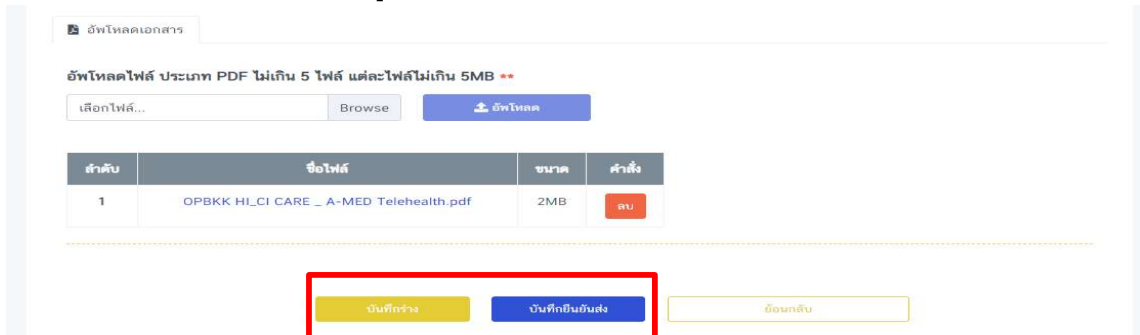 อัพโหลดเอกสาร
อัพโหลดไฟล์ ประเภท PDF ไม่เกิน 5 ไฟล์ แต่ละไฟล์ไม่เกิน 5MB **
เลือกไฟล์... Browse อัพโหลด
ลำดับ ชื่อไฟล์ ขนาด คำสั่ง
1 OPBKK HI_CI CARE _ A-MED Telehealth.pdf 2MB ลบ
บันทึกร่าง บันทึกยืนยันส่ง ย้อนกลับ